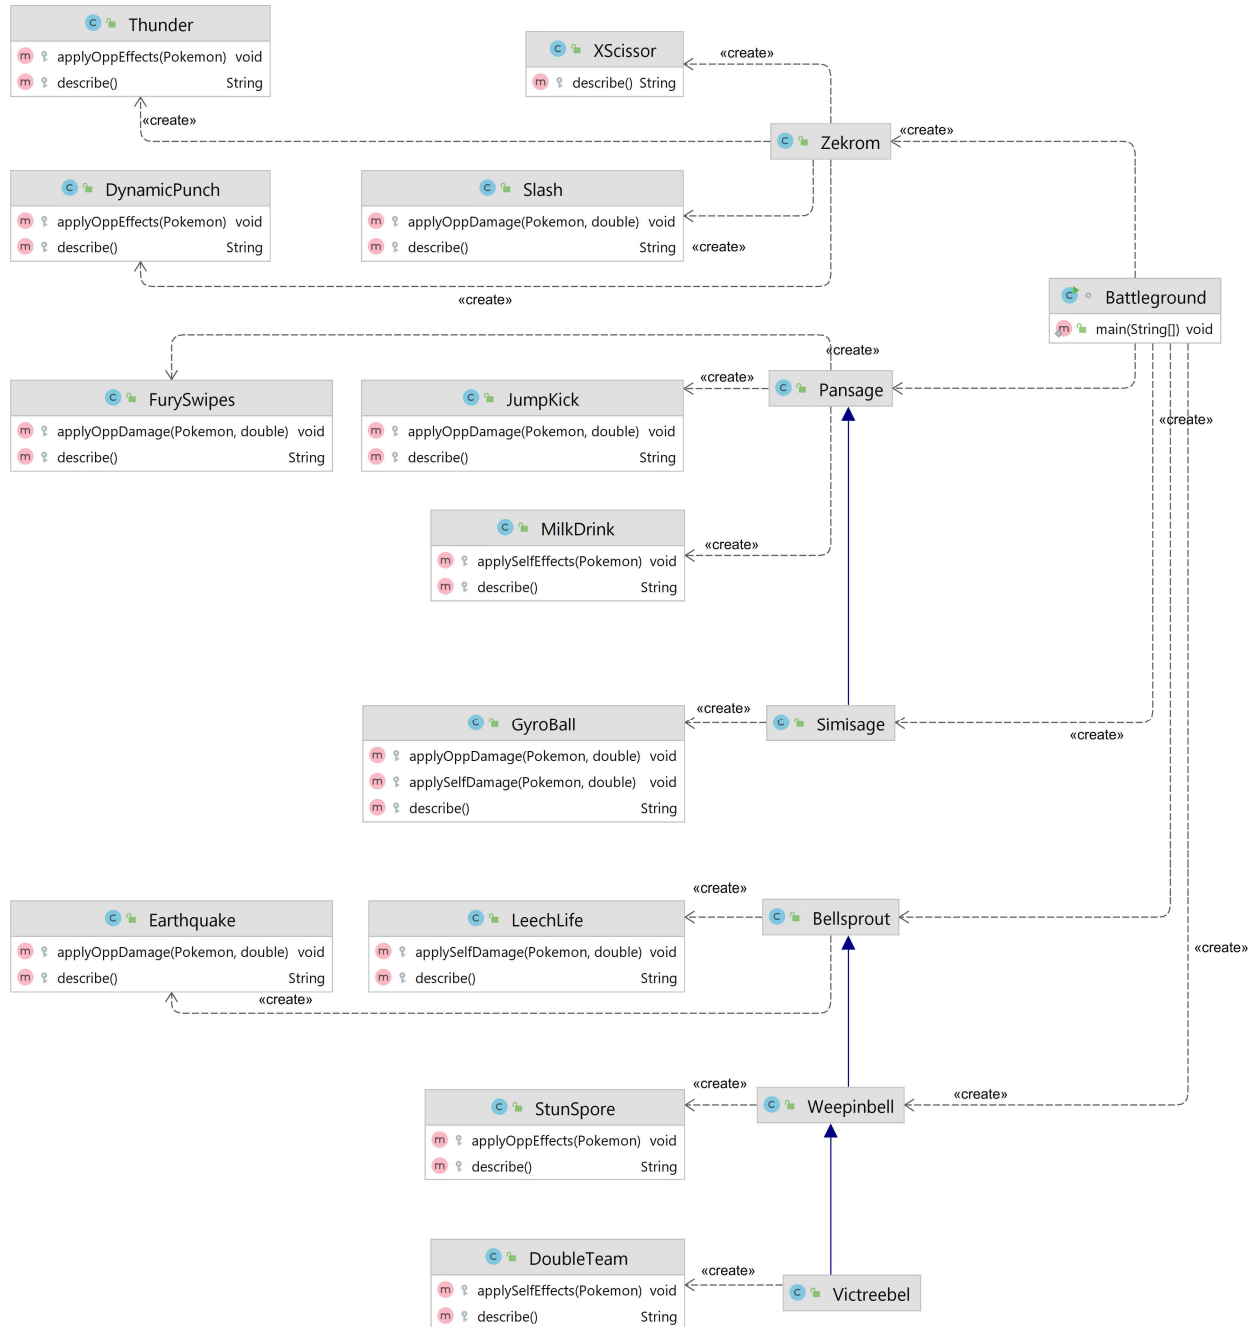 Thunder
applyOppEffects(Pokemon) void
describe() String
«create»
XScissor
describe() String
«create»
Zekrom
«create»
DynamicPunch
applyOppEffects(Pokemon) void
describe() String
«create»
Slash
applyOppDamage(Pokemon, double) void
describe() String
«create»
Battleground
main(String[]) void
«create»
FurySwipes
applyOppDamage(Pokemon, double) void
describe() String
JumpKick
applyOppDamage(Pokemon, double) void
describe() String
«create»
Pansage
«create»
MilkDrink
applySelfEffects(Pokemon) void
describe() String
«create»
GyroBall
applyOppDamage(Pokemon, double) void
applySelfDamage(Pokemon, double) void
describe() String
«create»
Simisage
«create»
Earthquake
applyOppDamage(Pokemon, double) void
describe() String
«create»
LeechLife
applySelfDamage(Pokemon, double) void
describe() String
«create»
Bellsprout
«create»
StunSpore
applyOppEffects(Pokemon) void
describe() String
«create»
Weepinbell
«create»
DoubleTeam
applySelfEffects(Pokemon) void
describe() String
«create»
Victreebel